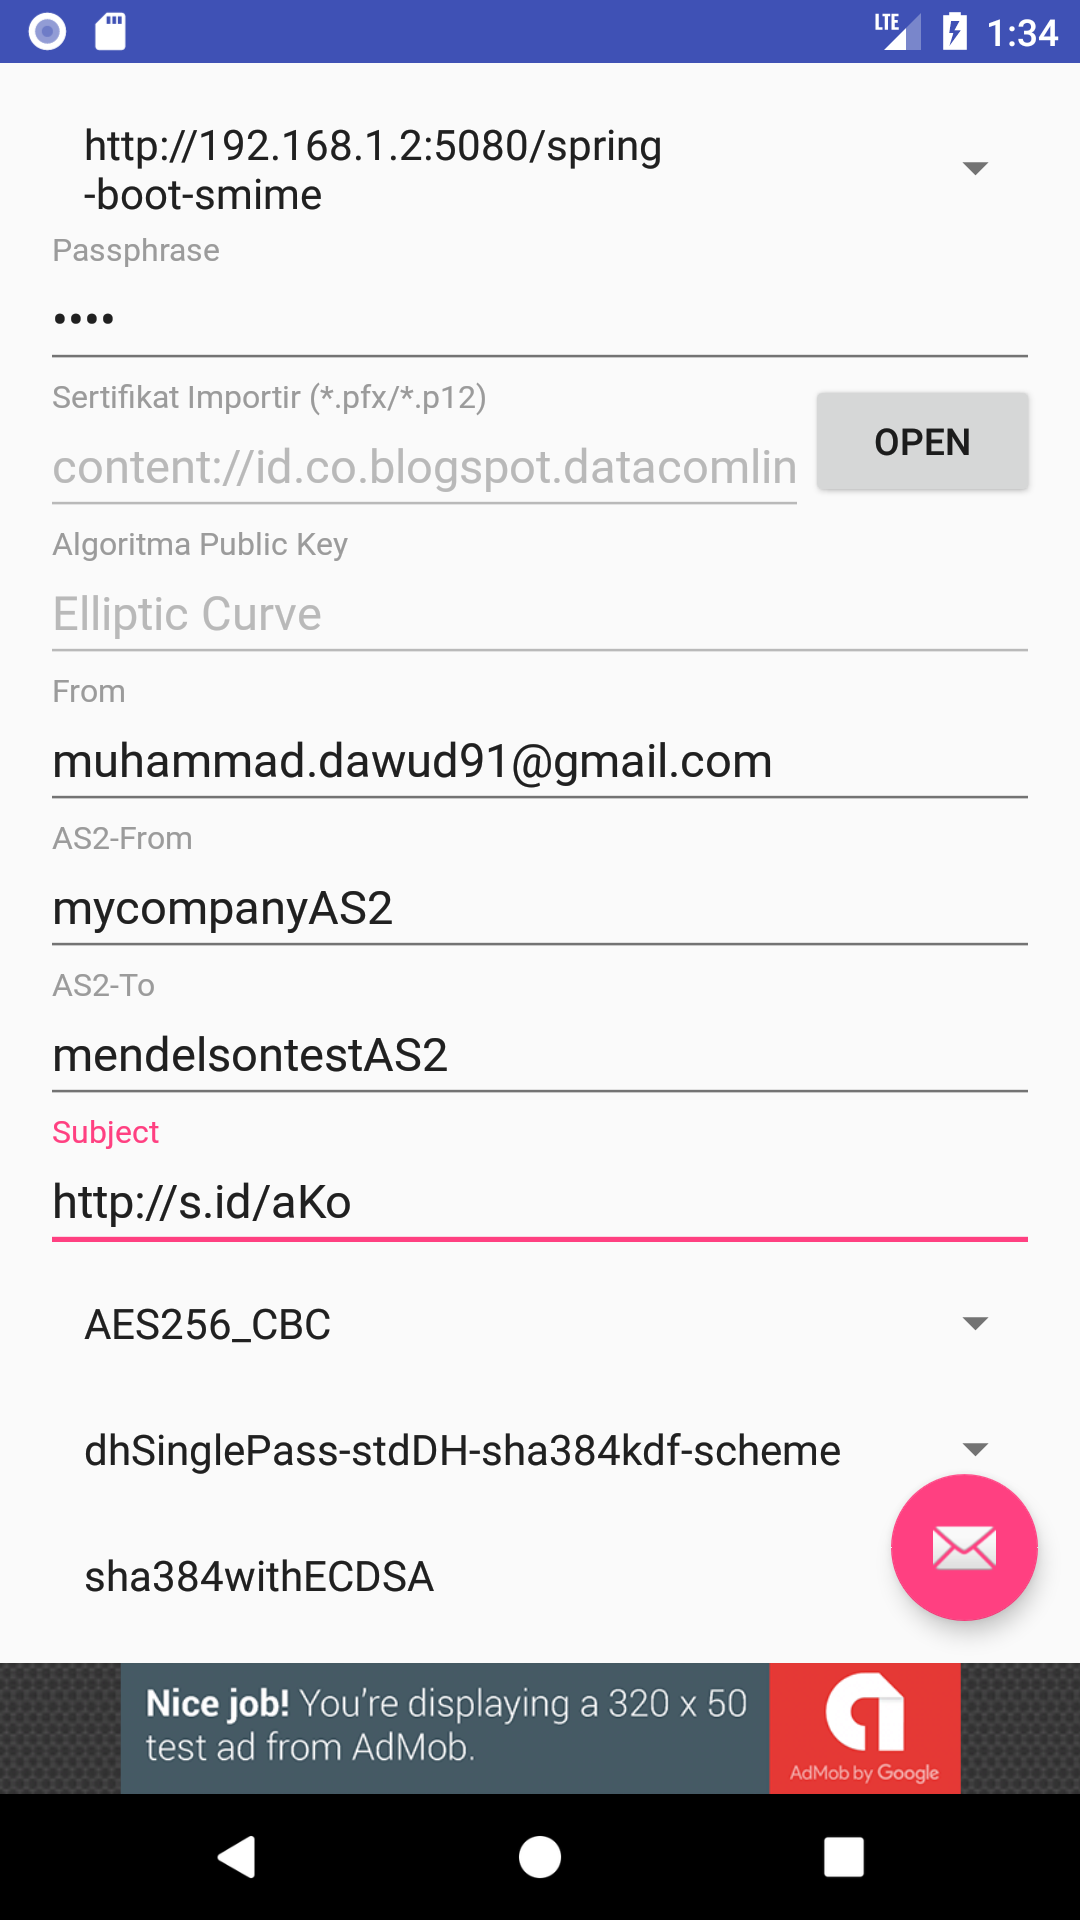 LTE 1:34
http://192.168.1.2:5080/spring
-boot-smime
Passphrase
••••
Sertifikat Importir (*.pfx/*.p12)
content://id.co.blogspot.datacomlin
OPEN
Algoritma Public Key
Elliptic Curve
From
muhammad.dawud91@gmail.com
AS2-From
mycompanyAS2
AS2-To
mendelsontestAS2
Subject
http://s.id/aKo
AES256_CBC
dhSinglePass-stdDH-sha384kdf-scheme
sha384withECDSA
Nice job! You're displaying a 320 x 50
test ad from AdMob.
AdMob by Google